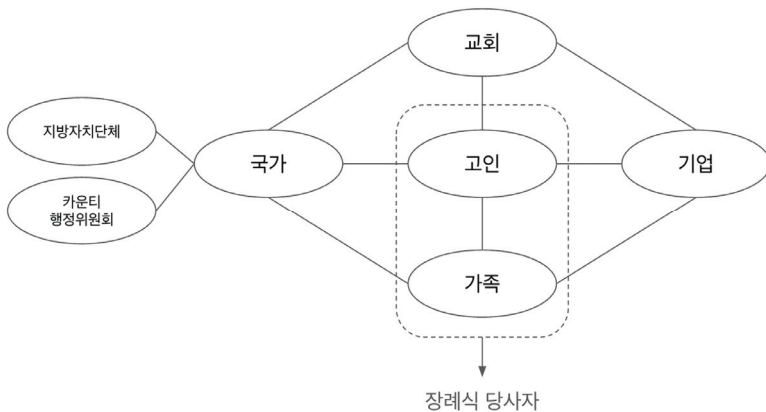 교회
지방자치단체
국가
고인
기업
카운티
행정위원회
가족
장례식 당사자